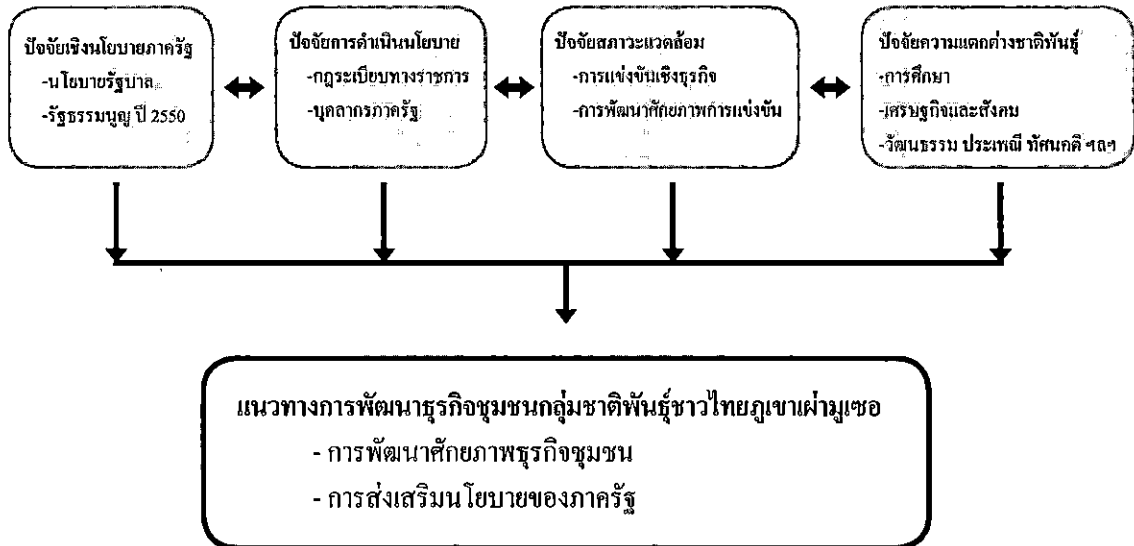 ปัจจัยเชิงนโยบายภาครัฐ
-นโยบายรัฐบาล
-รัฐธรรมนูญ ปี 2550
ปัจจัยการดำเนินนโยบาย
-กฎระเบียบทางราชการ
-บุคลากรภาครัฐ
ปัจจัยสภาวะแวดล้อม
-การแข่งขันเชิงธุรกิจ
-การพัฒนาศักยภาพการแข่งขัน
ปัจจัยความแตกต่างชาติพันธุ์
-การศึกษา
-เศรษฐกิจและสังคม
-วัฒนธรรม ประเพณี ทัศนคติ ฯลฯ
แนวทางการพัฒนาธุรกิจชุมชนกลุ่มชาติพันธุ์ชาวไทยภูเขาเผ่ามูเซอ
- การพัฒนาศักยภาพธุรกิจชุมชน
- การส่งเสริมนโยบายของภาครัฐ